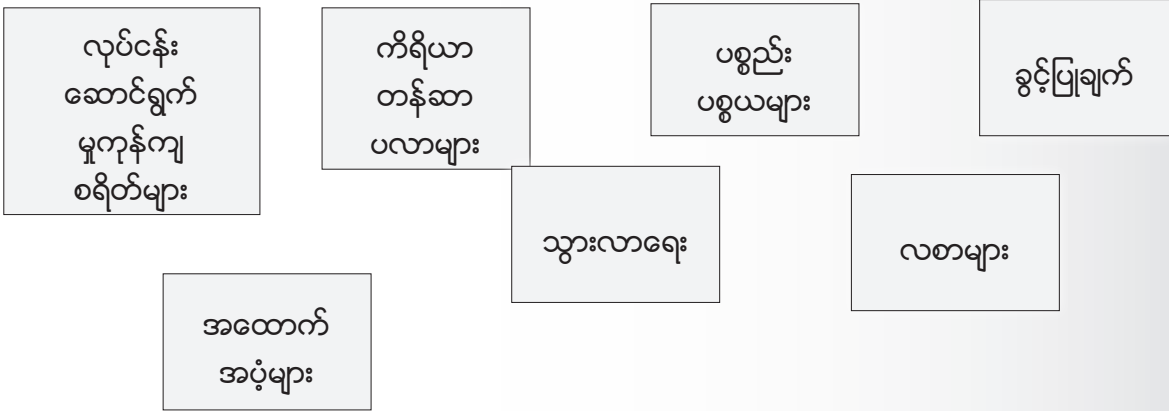 လုပ်ငန်း
ဆောင်ရွက်
မှုကုန်ကျ
စရိတ်များ
ကိရိယာ
တန်ဆာ
ပလာများ
ပစ္စည်း
ပစ္စယများ
ခွင့်ပြုချက်
သွားလာရေး
လစာများ
အထောက်
အပံ့များ